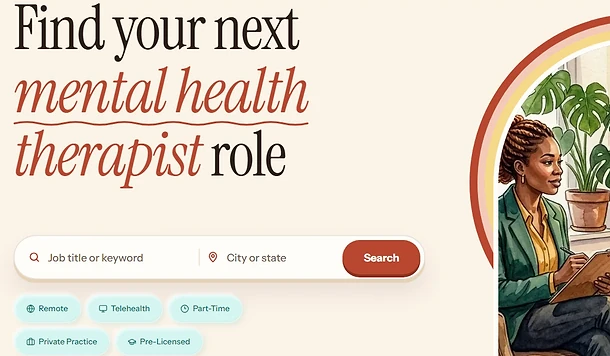 Find your next
mental health
therapist role
Job title or keyword
City or state
Search
Remote
Telehealth
Part-Time
Private Practice
Pre-Licensed